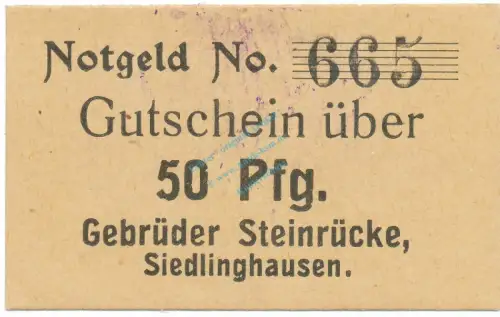 Notgeld No. 665
Gutschein über
50 Pfg.
Gebrüder Steinrücke,
Siedlinghausen.